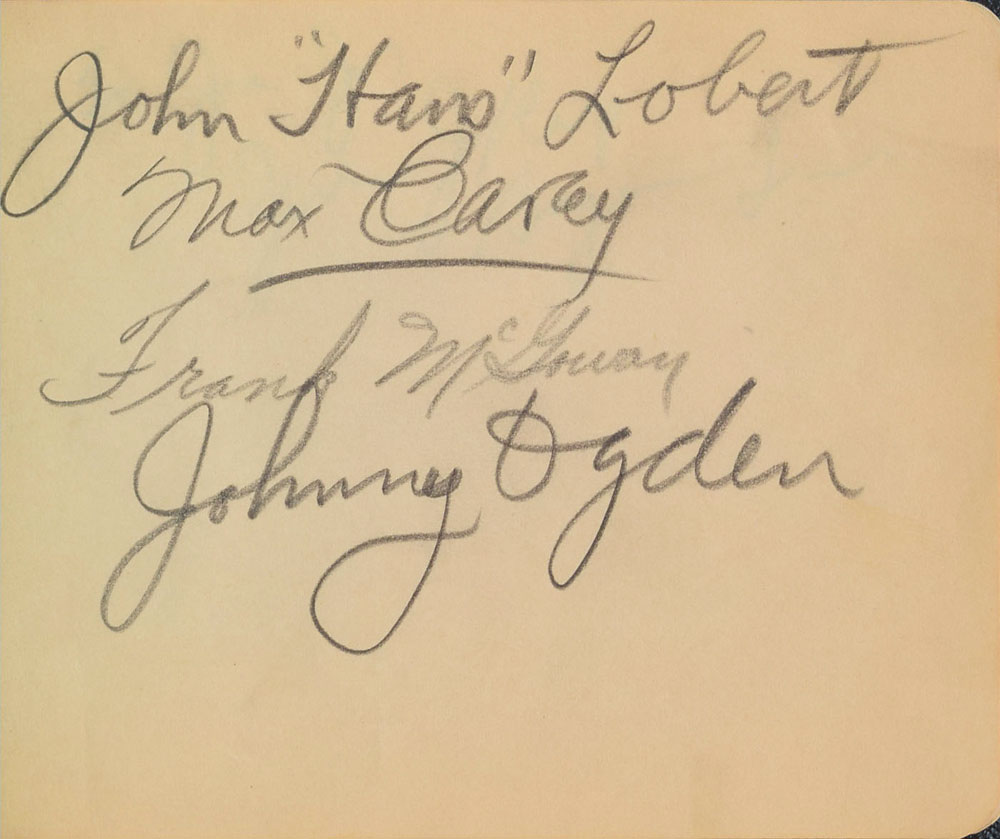 John "Hans" Lobert
Max Carey
Frank McGowan
Johnny Ogden